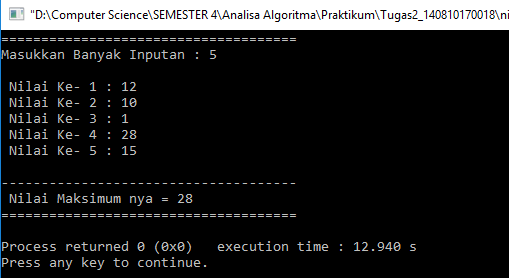 "D:\Computer Science\SEMESTER 4\Analisa Algoritma\Praktikum\Tugas2_140810170018\ni
=====================================
Masukkan Banyak Inputan : 5
Nilai Ke- 1 : 12
Nilai Ke- 2 : 10
Nilai Ke- 3 : 1
Nilai Ke- 4 : 28
Nilai Ke- 5 : 15
-------------------------------------
Nilai Maksimum nya = 28
=====================================
Process returned 0 (0x0)   execution time : 12.940 s
Press any key to continue.